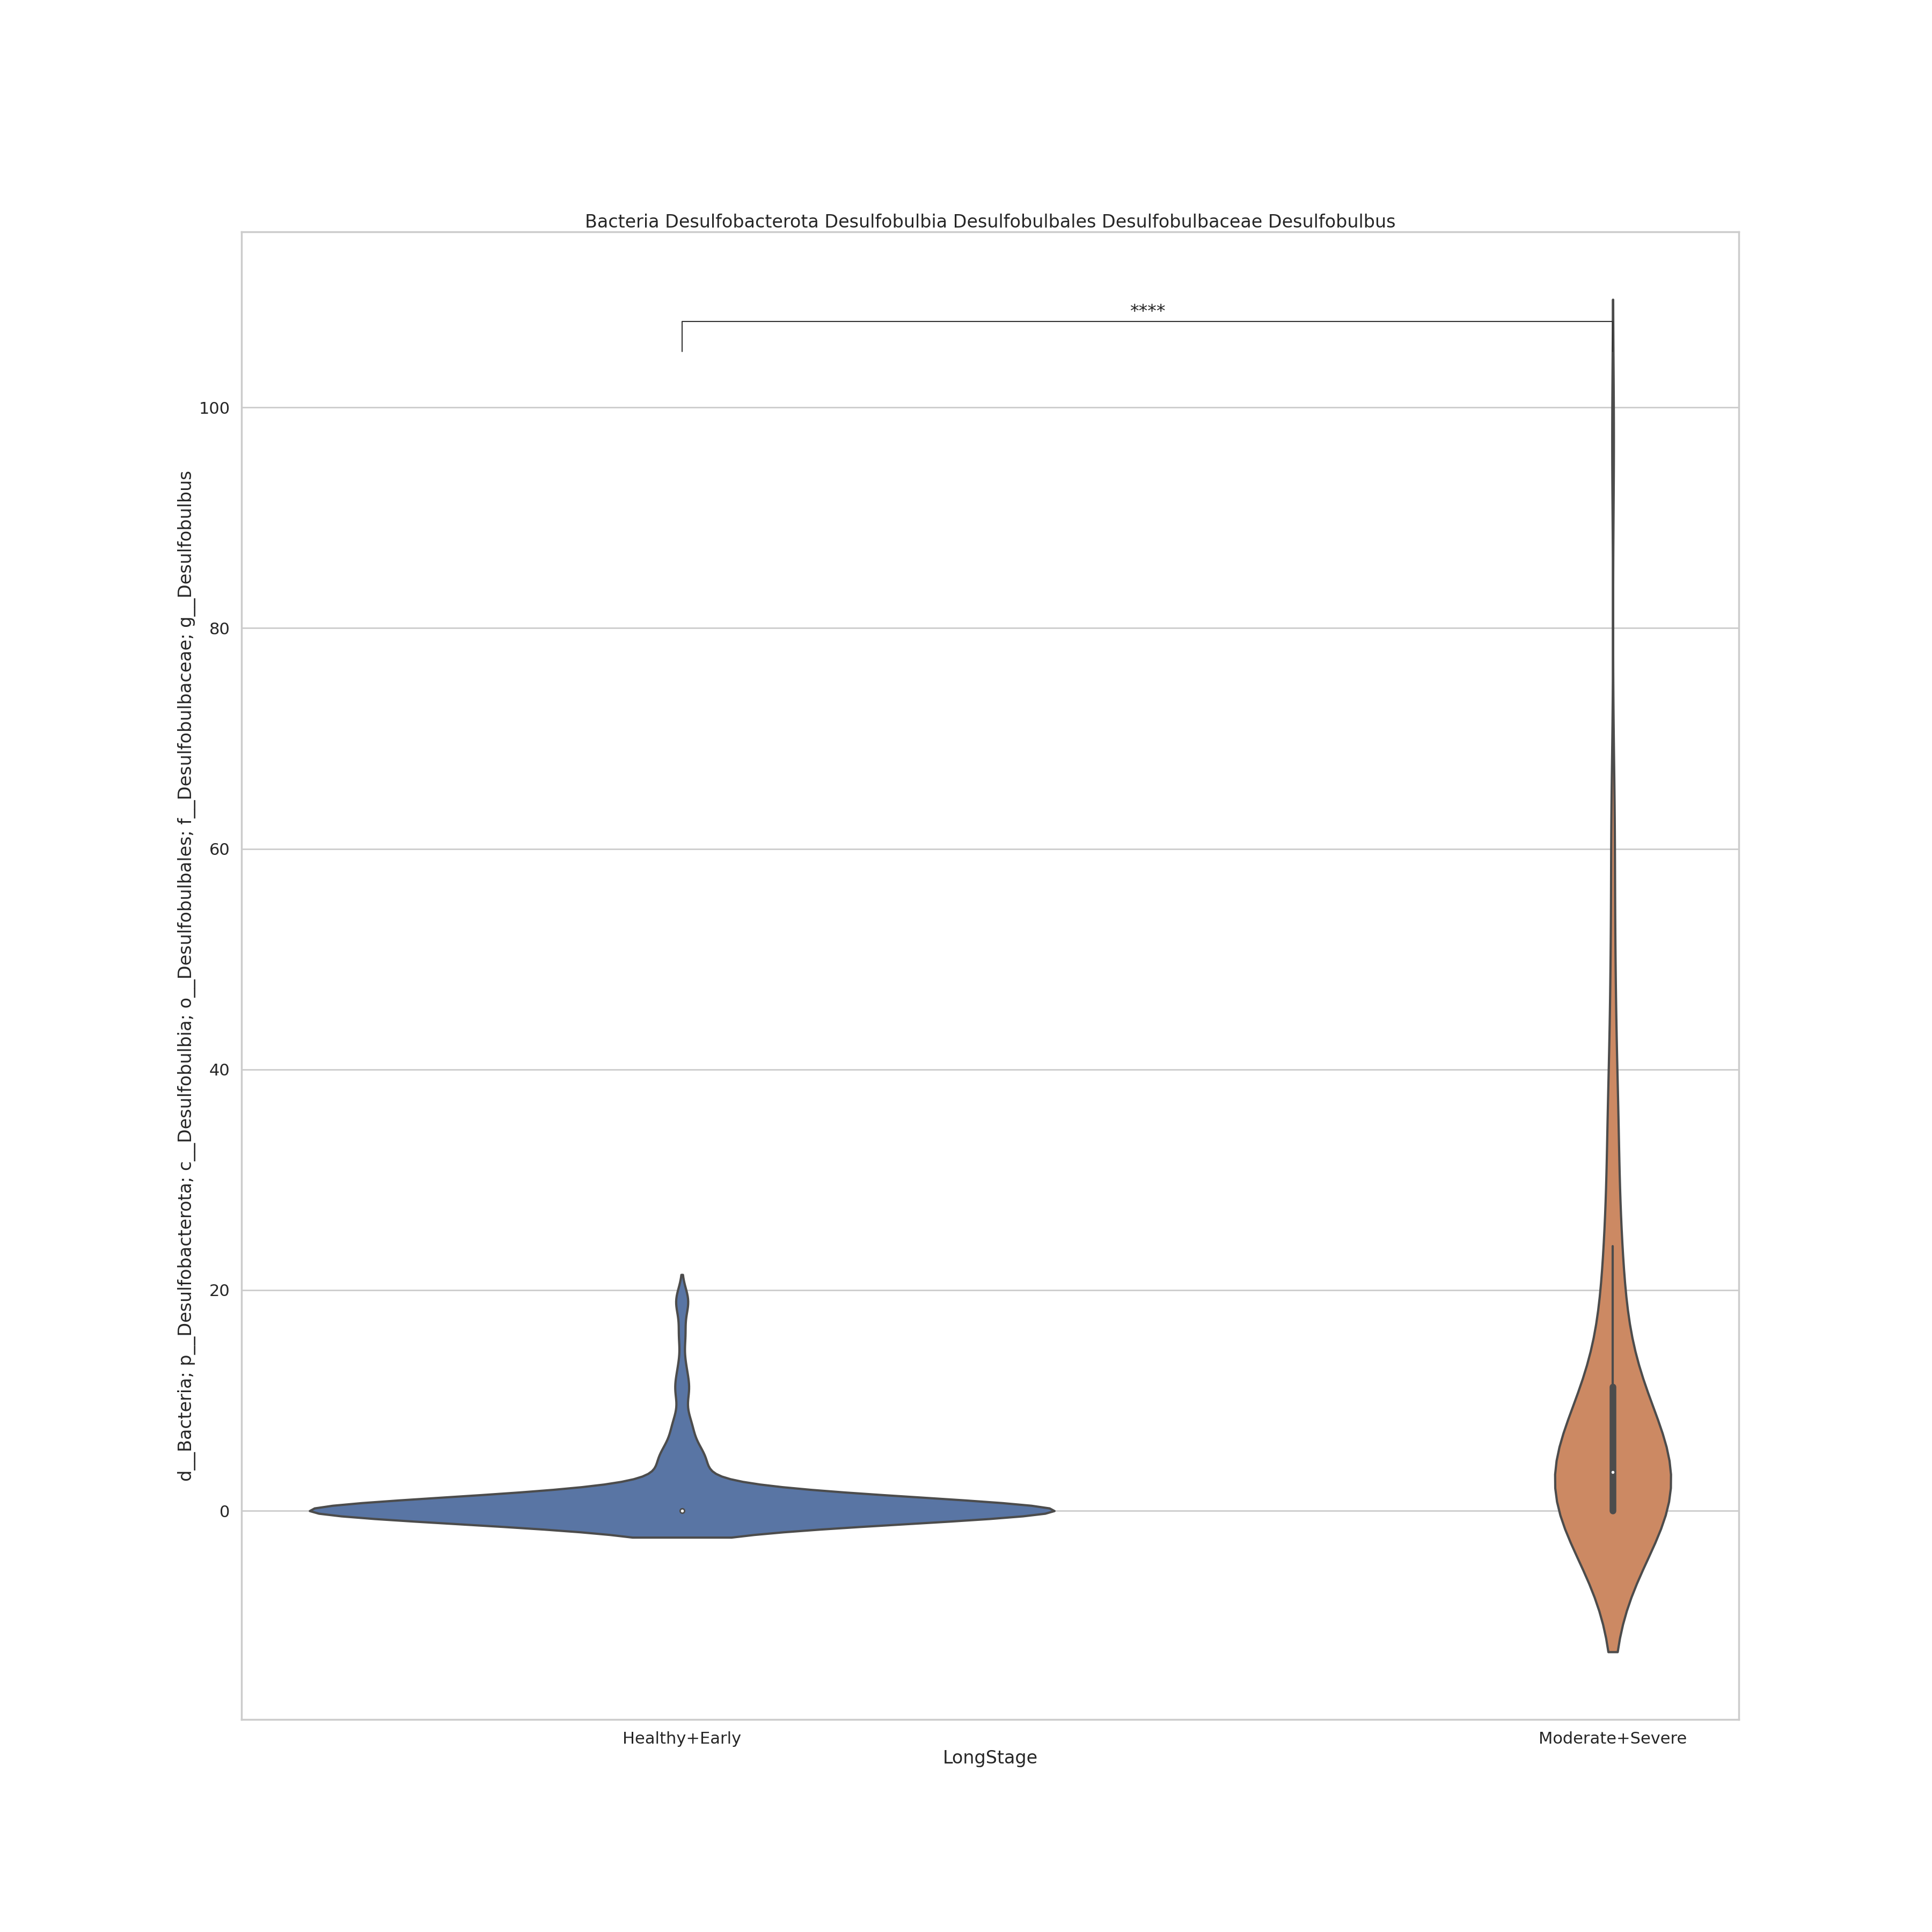 Bacteria Desulfobacterota Desulfobulbia Desulfobulbales Desulfobulbaceae Desulfobulbus
****
d__Bacteria; p__Desulfobacterota; c__Desulfobulbia; o__Desulfobulbales; f__Desulfobulbaceae; g__Desulfobulbus
100
80
60
40
20
0
Healthy+Early
Moderate+Severe
LongStage